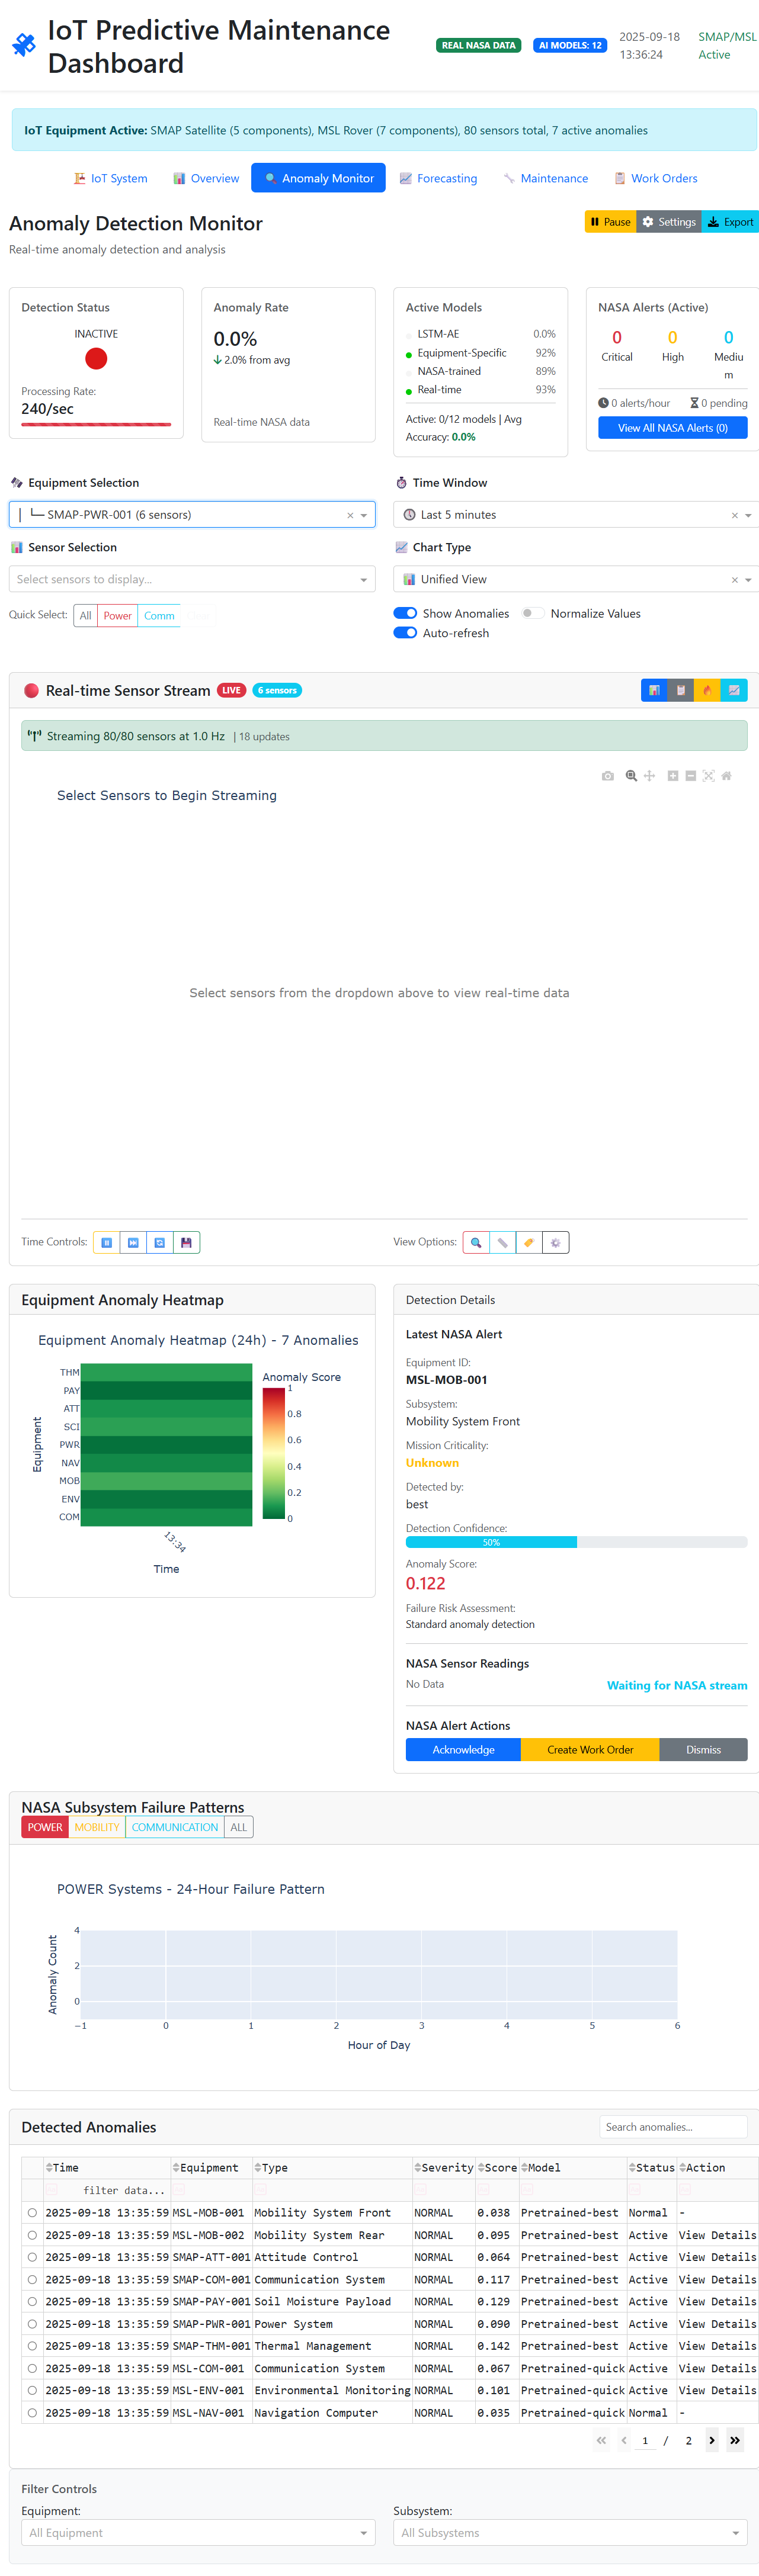 IoT Predictive Maintenance
Dashboard
REAL NASA DATA
AI MODELS: 12
2025-09-18
13:36:24
SMAP/MSL
Active
IoT Equipment Active: SMAP Satellite (5 components), MSL Rover (7 components), 80 sensors total, 7 active anomalies
IoT System
Overview
Anomaly Monitor
Forecasting
Maintenance
Work Orders
Anomaly Detection Monitor
Pause
Settings
Export
Real-time anomaly detection and analysis
Detection Status
INACTIVE
Processing Rate:
240/sec
Anomaly Rate
0.0%
2.0% from avg
Real-time NASA data
Active Models
LSTM-AE 0.0%
Equipment-Specific 92%
NASA-trained 89%
Real-time 93%
Active: 0/12 models | Avg
Accuracy: 0.0%
NASA Alerts (Active)
0 0 0
Critical High Mediu
m
0 alerts/hour 0 pending
View All NASA Alerts (0)
Equipment Selection
│ └─ SMAP-PWR-001 (6 sensors)
Time Window
Last 5 minutes
Sensor Selection
Select sensors to display...
Chart Type
Unified View
Quick Select: All Power Comm
Show Anomalies Normalize Values
Auto-refresh
Real-time Sensor Stream LIVE 6 sensors
Streaming 80/80 sensors at 1.0 Hz | 18 updates
Select Sensors to Begin Streaming
Select sensors from the dropdown above to view real-time data
Time Controls:
View Options:
Equipment Anomaly Heatmap
Equipment Anomaly Heatmap (24h) - 7 Anomalies
Equipment
THM
PAY
ATT
SCI
PWR
NAV
MOB
ENV
COM
13:34
Time
Anomaly Score
1
0.8
0.6
0.4
0.2
0
Detection Details
Latest NASA Alert
Equipment ID:
MSL-MOB-001
Subsystem:
Mobility System Front
Mission Criticality:
Unknown
Detected by:
best
Detection Confidence:
50%
Anomaly Score:
0.122
Failure Risk Assessment:
Standard anomaly detection
NASA Sensor Readings
No Data Waiting for NASA stream
NASA Alert Actions
Acknowledge Create Work Order Dismiss
NASA Subsystem Failure Patterns
POWER MOBILITY COMMUNICATION ALL
POWER Systems - 24-Hour Failure Pattern
Anomaly Count
4
2
0
−1 0 1 2 3 4 5 6
Hour of Day
Detected Anomalies
Search anomalies...
Time Equipment Type Severity Score Model Status Action
filter data...
2025-09-18 13:35:59 MSL-MOB-001 Mobility System Front NORMAL 0.038 Pretrained-best Normal -
2025-09-18 13:35:59 MSL-MOB-002 Mobility System Rear NORMAL 0.095 Pretrained-best Active View Details
2025-09-18 13:35:59 SMAP-ATT-001 Attitude Control NORMAL 0.064 Pretrained-best Active View Details
2025-09-18 13:35:59 SMAP-COM-001 Communication System NORMAL 0.117 Pretrained-best Active View Details
2025-09-18 13:35:59 SMAP-PAY-001 Soil Moisture Payload NORMAL 0.129 Pretrained-best Active View Details
2025-09-18 13:35:59 SMAP-PWR-001 Power System NORMAL 0.090 Pretrained-best Active View Details
2025-09-18 13:35:59 SMAP-THM-001 Thermal Management NORMAL 0.142 Pretrained-best Active View Details
2025-09-18 13:35:59 MSL-COM-001 Communication System NORMAL 0.067 Pretrained-quick Active View Details
2025-09-18 13:35:59 MSL-ENV-001 Environmental Monitoring NORMAL 0.101 Pretrained-quick Active View Details
2025-09-18 13:35:59 MSL-NAV-001 Navigation Computer NORMAL 0.035 Pretrained-quick Normal -
1 / 2
Filter Controls
Equipment:
All Equipment
Subsystem:
All Subsystems